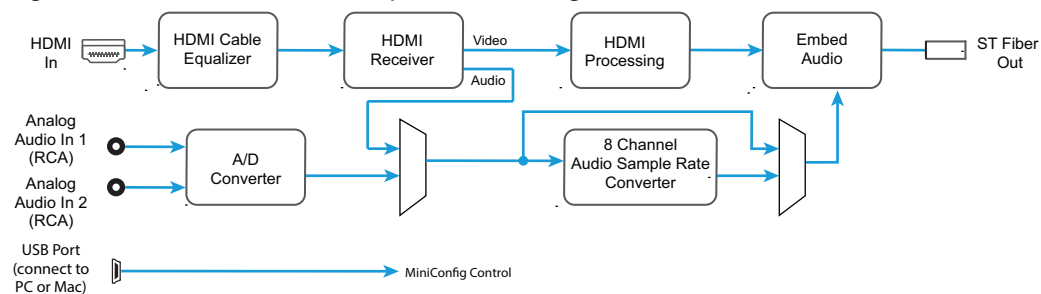 HDMI
In
HDMI Cable
Equalizer
HDMI
Receiver
Video
Audio
HDMI
Processing
Embed
Audio
ST Fiber
Out
Analog
Audio In 1
(RCA)
Analog
Audio In 2
(RCA)
A/D
Converter
8 Channel
Audio Sample Rate
Converter
USB Port
(connect to
PC or Mac)
MiniConfig Control